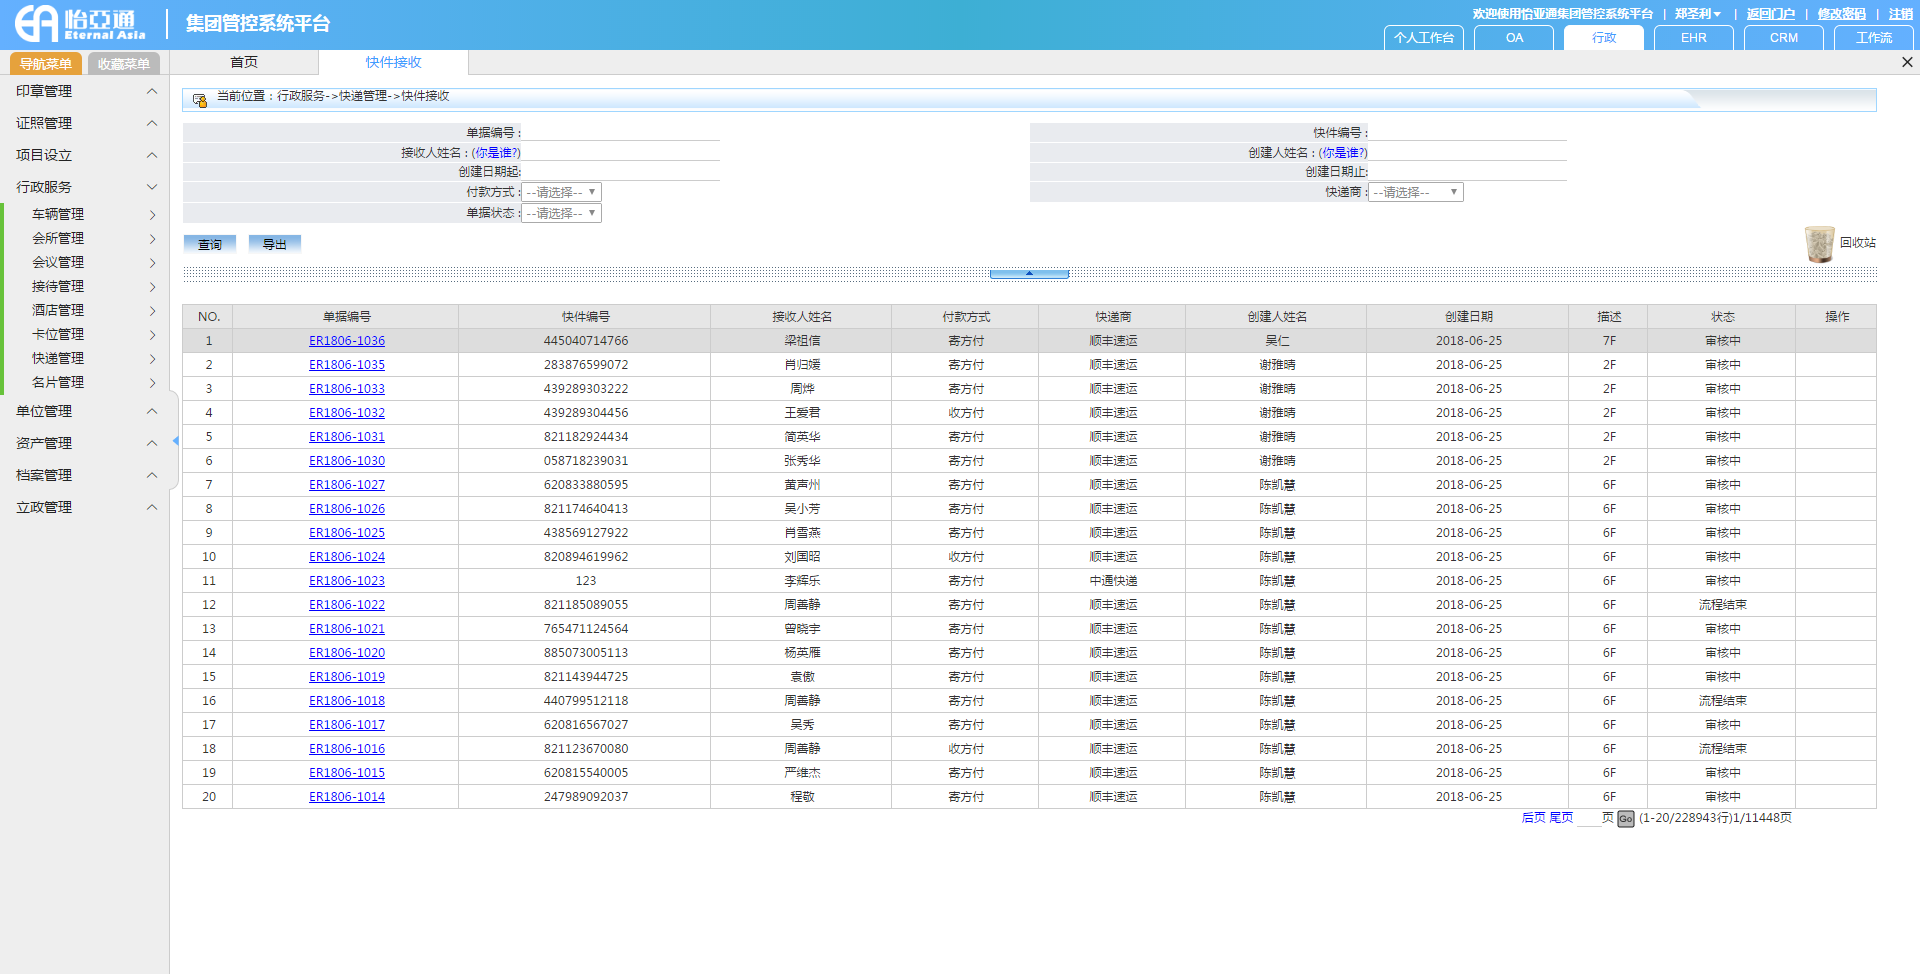 怡亞通 Eternal Asia 集团管控系统平台
欢迎使用怡亚通集团管控系统平台 | 郑圣利 | 返回门户 | 修改密码 | 注销
个人工作台 OA 行政 EHR CRM 工作流
导航菜单 收藏菜单
首页 快件接收
印章管理
证照管理
项目设立
行政服务
车辆管理
会所管理
会议管理
接待管理
酒店管理
卡位管理
快递管理
名片管理
单位管理
资产管理
档案管理
立政管理
当前位置：行政服务->快递管理->快件接收
单据编号： 快件编号：
接收人姓名：(你是谁?) 创建人姓名：(你是谁?)
创建日期起: 创建日期止:
付款方式： --请选择-- 快递商： --请选择--
单据状态： --请选择--
查询 导出 回收站
NO. 单据编号 快件编号 接收人姓名 付款方式 快递商 创建人姓名 创建日期 描述 状态 操作
1 ER1806-1036 445040714766 梁祖信 寄方付 顺丰速运 吴仁 2018-06-25 7F 审核中
2 ER1806-1035 283876599072 肖归媛 寄方付 顺丰速运 谢雅晴 2018-06-25 2F 审核中
3 ER1806-1033 439289303222 周烨 寄方付 顺丰速运 谢雅晴 2018-06-25 2F 审核中
4 ER1806-1032 439289304456 王爱君 收方付 顺丰速运 谢雅晴 2018-06-25 2F 审核中
5 ER1806-1031 821182924434 简英华 寄方付 顺丰速运 谢雅晴 2018-06-25 2F 审核中
6 ER1806-1030 058718239031 张秀华 寄方付 顺丰速运 谢雅晴 2018-06-25 2F 审核中
7 ER1806-1027 620833880595 黄声州 寄方付 顺丰速运 陈凯慧 2018-06-25 6F 审核中
8 ER1806-1026 821174640413 吴小芳 寄方付 顺丰速运 陈凯慧 2018-06-25 6F 审核中
9 ER1806-1025 438569127922 肖雪燕 寄方付 顺丰速运 陈凯慧 2018-06-25 6F 审核中
10 ER1806-1024 820894619962 刘国昭 收方付 顺丰速运 陈凯慧 2018-06-25 6F 审核中
11 ER1806-1023 123 李辉乐 寄方付 中通快递 陈凯慧 2018-06-25 6F 审核中
12 ER1806-1022 821185089055 周善静 寄方付 顺丰速运 陈凯慧 2018-06-25 6F 流程结束
13 ER1806-1021 765471124564 曾晓宇 寄方付 顺丰速运 陈凯慧 2018-06-25 6F 审核中
14 ER1806-1020 885073005113 杨英雁 寄方付 顺丰速运 陈凯慧 2018-06-25 6F 审核中
15 ER1806-1019 821143944725 袁傲 寄方付 顺丰速运 陈凯慧 2018-06-25 6F 审核中
16 ER1806-1018 440799512118 周善静 寄方付 顺丰速运 陈凯慧 2018-06-25 6F 流程结束
17 ER1806-1017 620816567027 吴秀 寄方付 顺丰速运 陈凯慧 2018-06-25 6F 审核中
18 ER1806-1016 821123670080 周善静 收方付 顺丰速运 陈凯慧 2018-06-25 6F 流程结束
19 ER1806-1015 620815540005 严维杰 寄方付 顺丰速运 陈凯慧 2018-06-25 6F 审核中
20 ER1806-1014 247989092037 程敬 寄方付 顺丰速运 陈凯慧 2018-06-25 6F 审核中
后页 尾页 页 Go (1-20/228943行)1/11448页